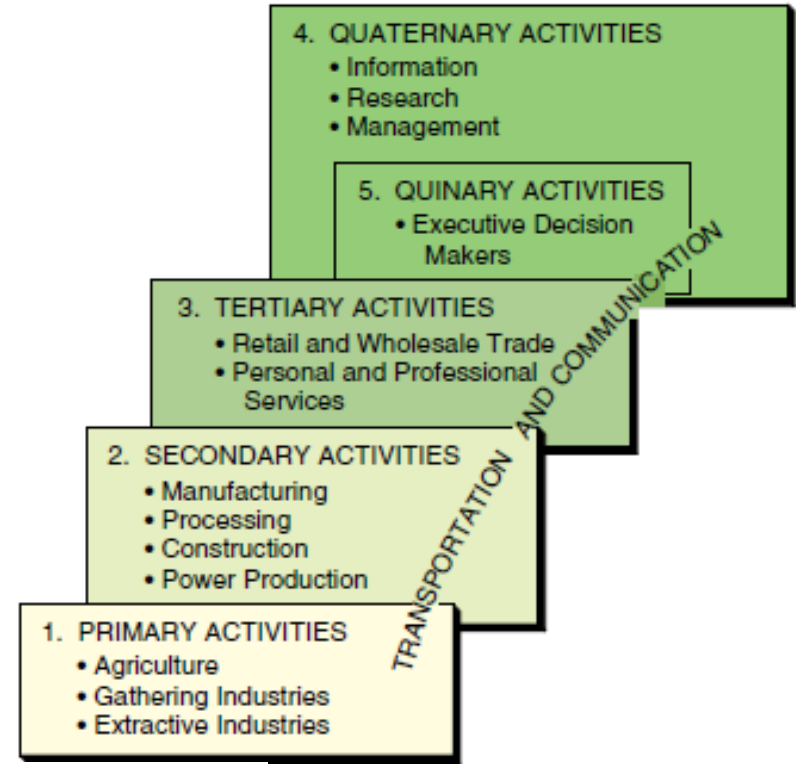 4. QUATERNARY ACTIVITIES
• Information
• Research
• Management
5. QUINARY ACTIVITIES
• Executive Decision
Makers
3. TERTIARY ACTIVITIES
• Retail and Wholesale Trade
• Personal and Professional
Services
2. SECONDARY ACTIVITIES
• Manufacturing
• Processing
• Construction
• Power Production
1. PRIMARY ACTIVITIES
• Agriculture
• Gathering Industries
• Extractive Industries
TRANSPORTATION AND COMMUNICATION